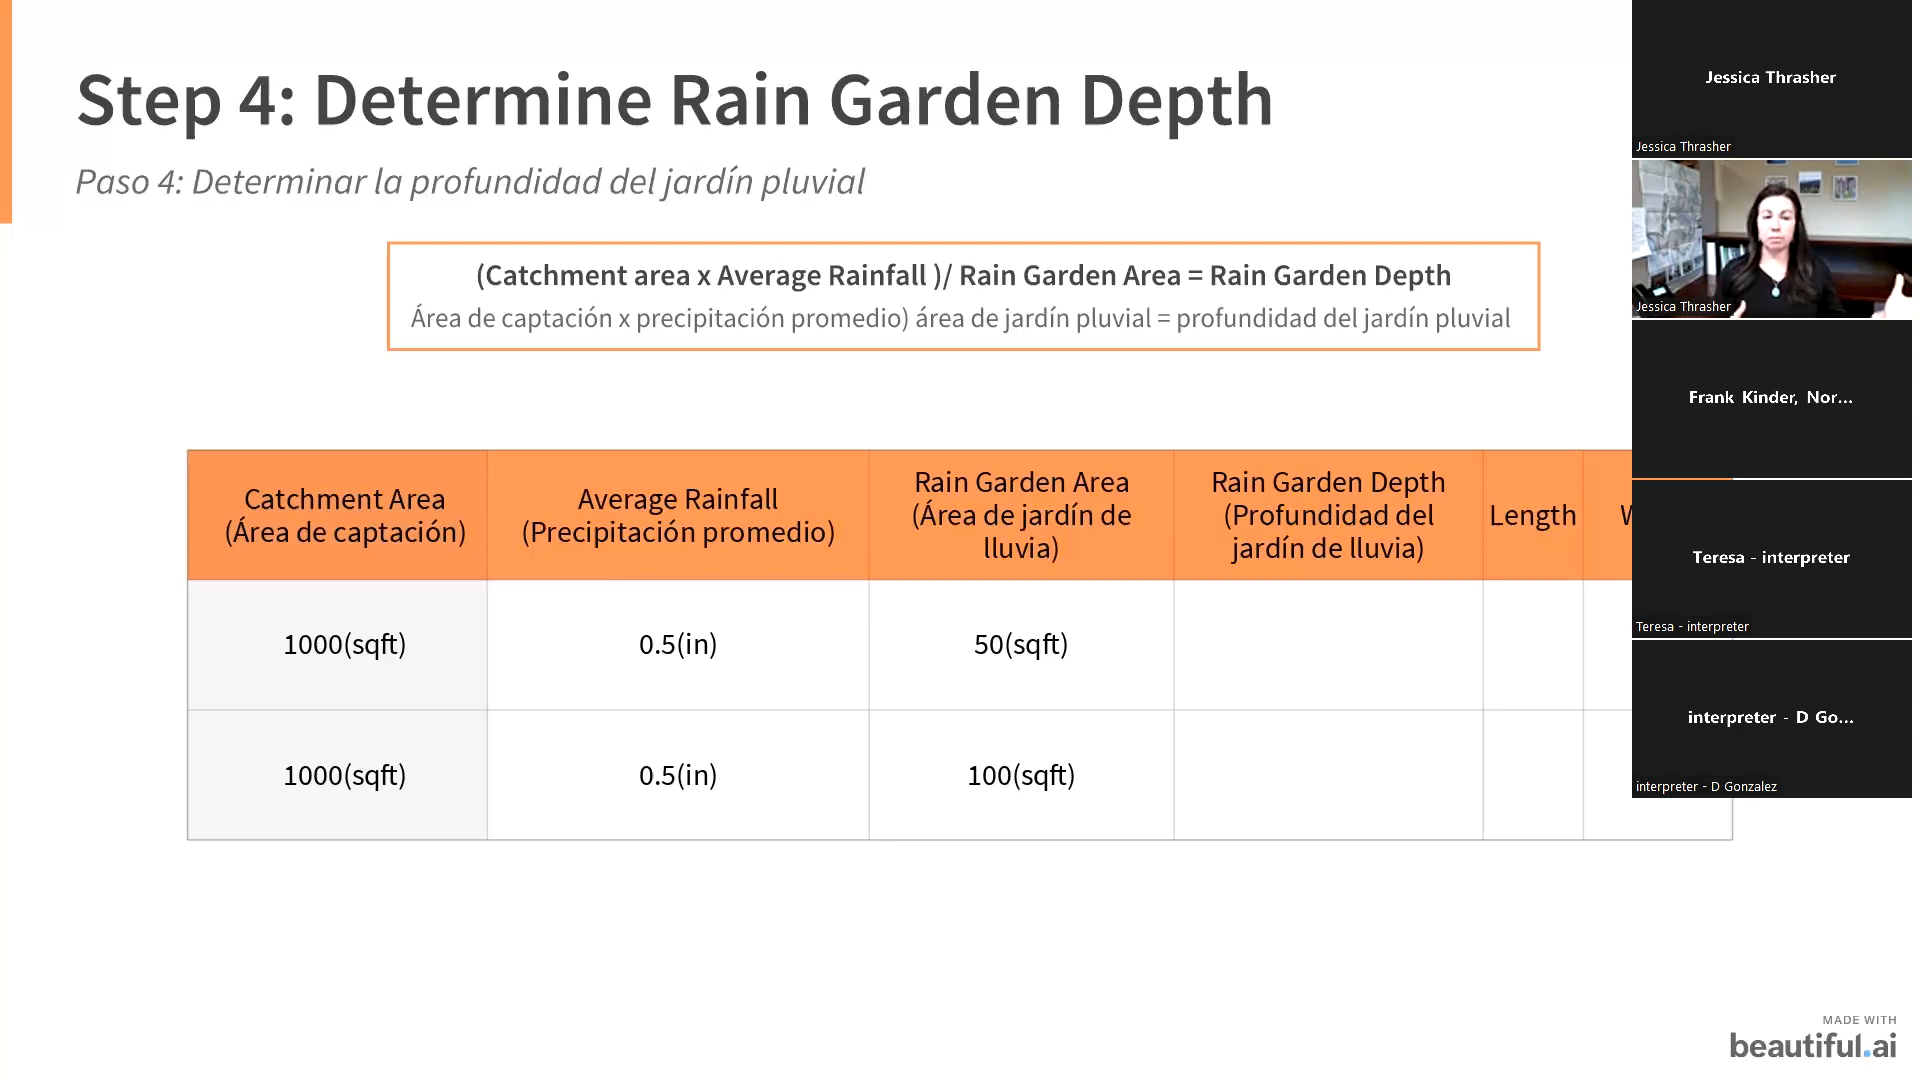 Step 4: Determine Rain Garden Depth
Paso 4: Determinar la profundidad del jardín pluvial
(Catchment area x Average Rainfall )/ Rain Garden Area = Rain Garden Depth
Área de captación x precipitación promedio) área de jardín pluvial = profundidad del jardín pluvial
Catchment Area
(Área de captación)
Average Rainfall
(Precipitación promedio)
Rain Garden Area
(Área de jardín de
lluvia)
Rain Garden Depth
(Profundidad del
jardín de lluvia)
Length
1000(sqft)
0.5(in)
50(sqft)
1000(sqft)
0.5(in)
100(sqft)
Jessica Thrasher
Jessica Thrasher
Jessica Thrasher
Frank Kinder, Nor...
Teresa - interpreter
Teresa - interpreter
interpreter - D Go...
interpreter - D Gonzalez
MADE WITH
beautiful.ai